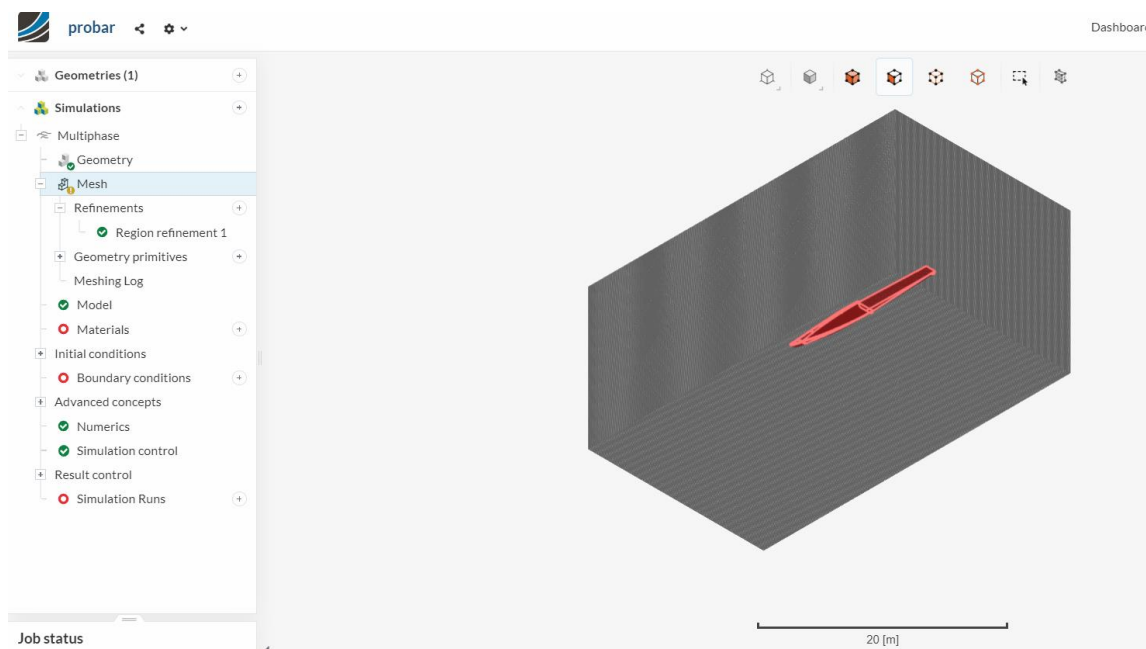 probar
Dashboard
Geometries (1)
Simulations
Multiphase
Geometry
Mesh
Refinements
Region refinement 1
Geometry primitives
Meshing Log
Model
Materials
Initial conditions
Boundary conditions
Advanced concepts
Numerics
Simulation control
Result control
Simulation Runs
Job status
20 [m]